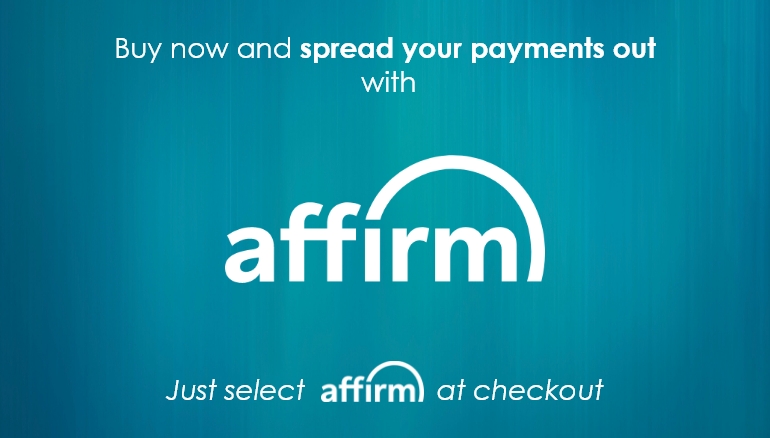 Buy now and spread your payments out
with
affirm
Just select affirm at checkout